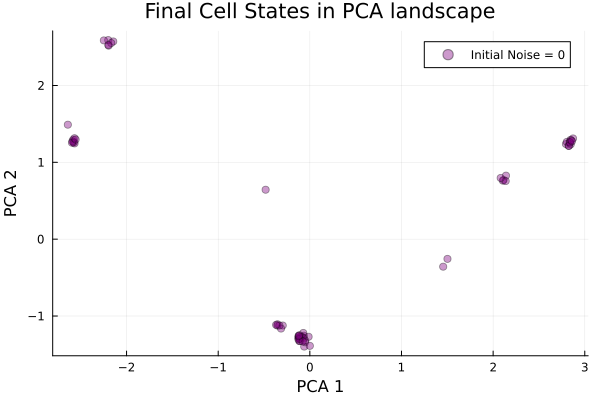 Final Cell States in PCA landscape
Initial Noise = 0
2
1
0
−1
PCA 2
−2
−1
0
1
2
3
PCA 1